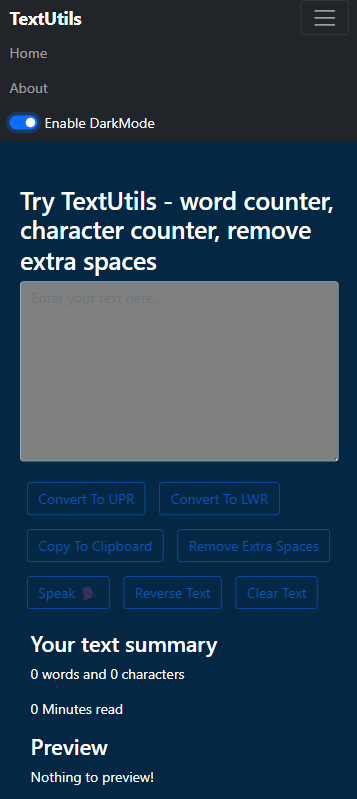 TextUtils
Home
About
Enable DarkMode
Try TextUtils - word counter,
character counter, remove
extra spaces
Enter your text here...
Convert To UPR
Convert To LWR
Copy To Clipboard
Remove Extra Spaces
Speak 🗣
Reverse Text
Clear Text
Your text summary
0 words and 0 characters
0 Minutes read
Preview
Nothing to preview!